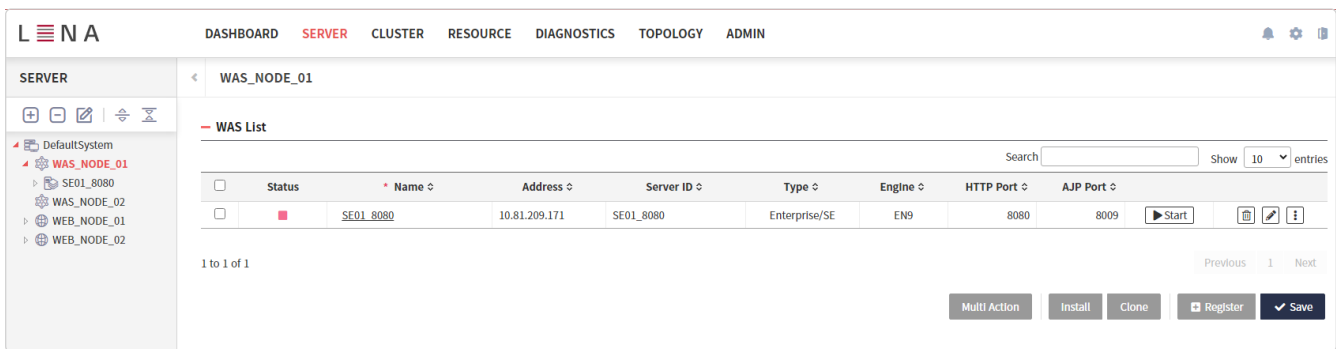 LENA
DASHBOARD SERVER CLUSTER RESOURCE DIAGNOSTICS TOPOLOGY ADMIN
SERVER
WAS_NODE_01
DefaultSystem
WAS_NODE_01
SE01_8080
WAS_NODE_02
WEB_NODE_01
WEB_NODE_02
WAS List
Search Show 10 entries
Status * Name Address Server ID Type Engine HTTP Port AJP Port
SE01_8080 10.81.209.171 SE01_8080 Enterprise/SE EN9 8080 8009 Start
1 to 1 of 1
Previous 1 Next
Multi Action Install Clone Register Save